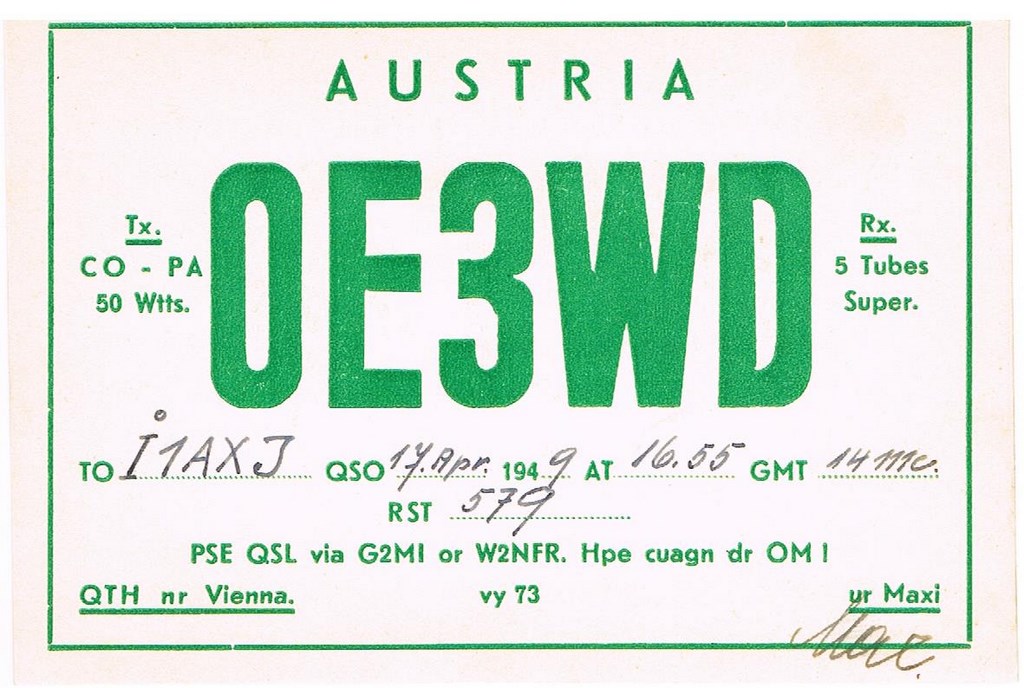 AUSTRIA
OE3WD
Tx.
CO - PA
50 Wtts.
Rx.
5 Tubes
Super.
TO I1AXJ QSO 17. Apr. 1949 AT 16.55 GMT 14 mc.
RST 579
PSE QSL via G2MI or W2NFR. Hpe cuagn dr OM !
QTH nr Vienna. vy 73 ur Maxi